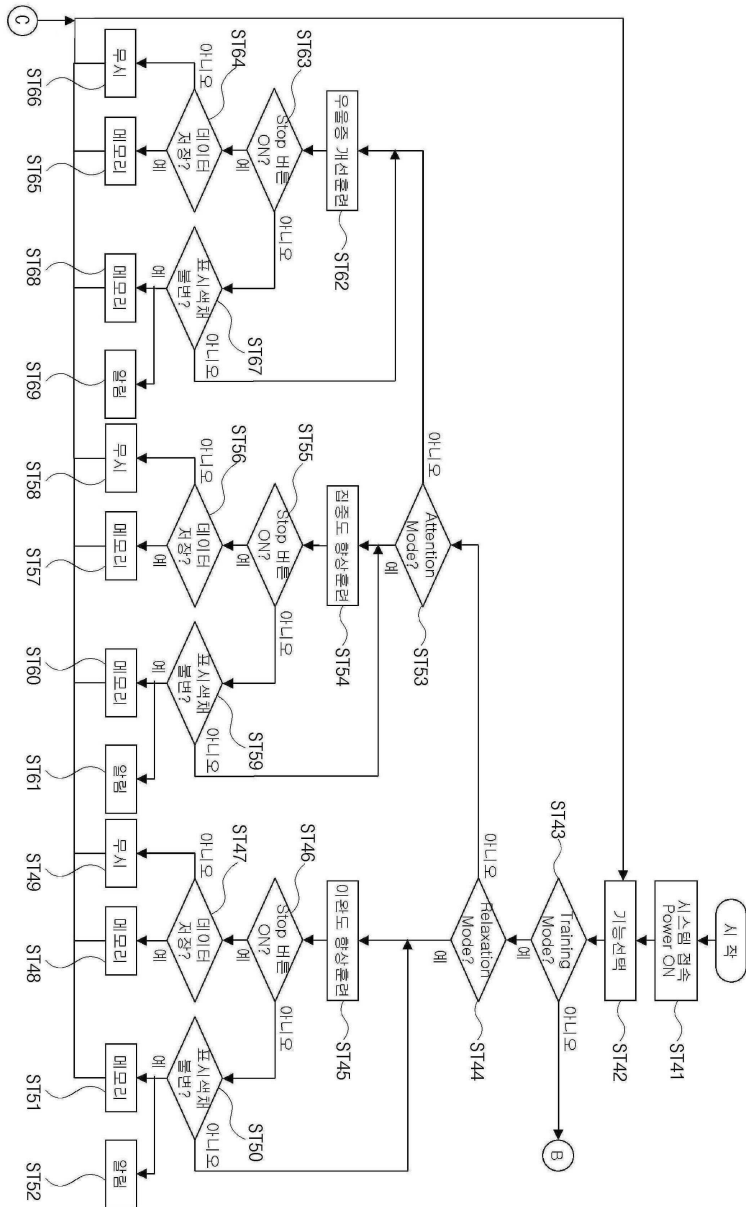 시 작
시스템 접속
Power ON
ST41
기능선택
ST42
Training
Mode?
ST43
예
아니오
B
Relaxation
Mode?
ST44
예
아니오
이완도 향상훈련
ST45
Stop 버튼
ON?
ST46
예
아니오
데이터
저장?
ST47
예
아니오
메모리
ST48
무시
ST49
표시색채
불변?
ST50
예
아니오
메모리
ST51
알림
ST52
Attention
Mode?
ST53
예
아니오
집중도 향상훈련
ST54
Stop 버튼
ON?
ST55
예
아니오
데이터
저장?
ST56
예
아니오
메모리
ST57
무시
ST58
표시색채
불변?
ST59
예
아니오
메모리
ST60
알림
ST61
우울증 개선훈련
ST62
Stop 버튼
ON?
ST63
예
아니오
데이터
저장?
ST64
예
아니오
메모리
ST65
무시
ST66
표시색채
불변?
ST67
예
아니오
메모리
ST68
알림
ST69
C